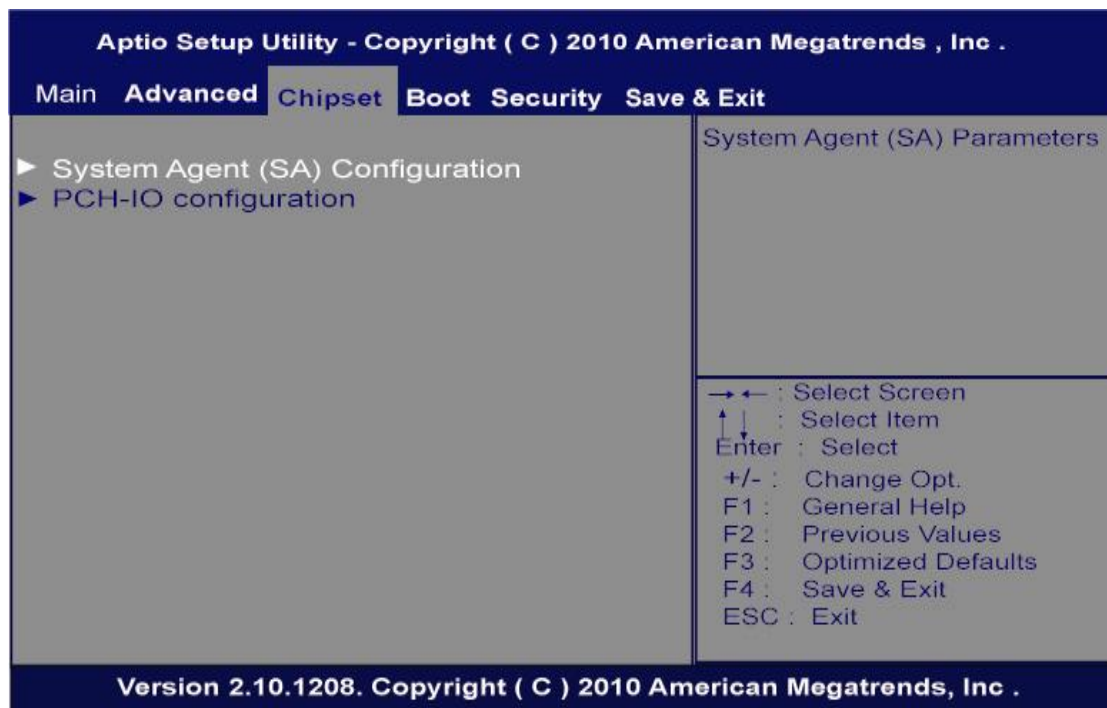 Aptio Setup Utility - Copyright ( C ) 2010 American Megatrends , Inc .
Main Advanced Chipset Boot Security Save & Exit
► System Agent (SA) Configuration
► PCH-IO configuration
System Agent (SA) Parameters
→ ← : Select Screen
↑ ↓ : Select Item
Enter : Select
+/- : Change Opt.
F1 : General Help
F2 : Previous Values
F3 : Optimized Defaults
F4 : Save & Exit
ESC : Exit
Version 2.10.1208. Copyright ( C ) 2010 American Megatrends, Inc .